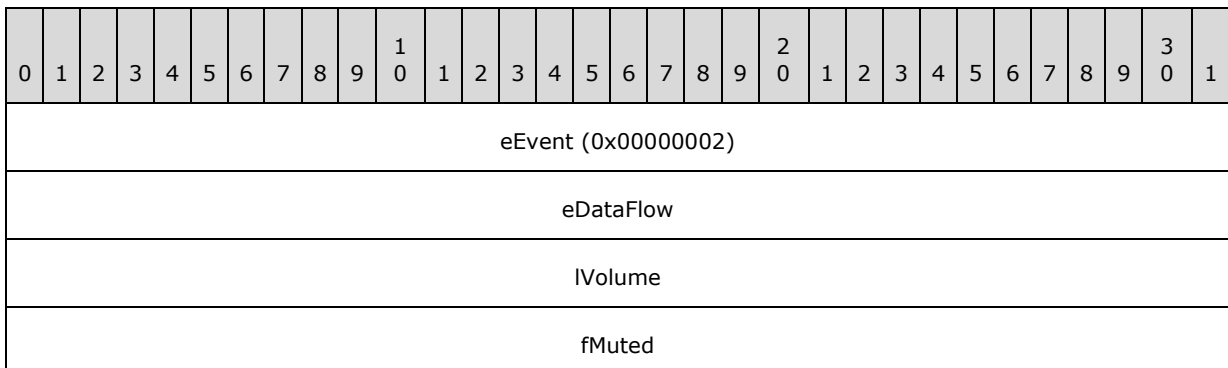 0 1 2 3 4 5 6 7 8 9 1 0 1 2 3 4 5 6 7 8 9 2 0 1 2 3 4 5 6 7 8 9 3 0 1
eEvent (0x00000002)
eDataFlow
lVolume
fMuted